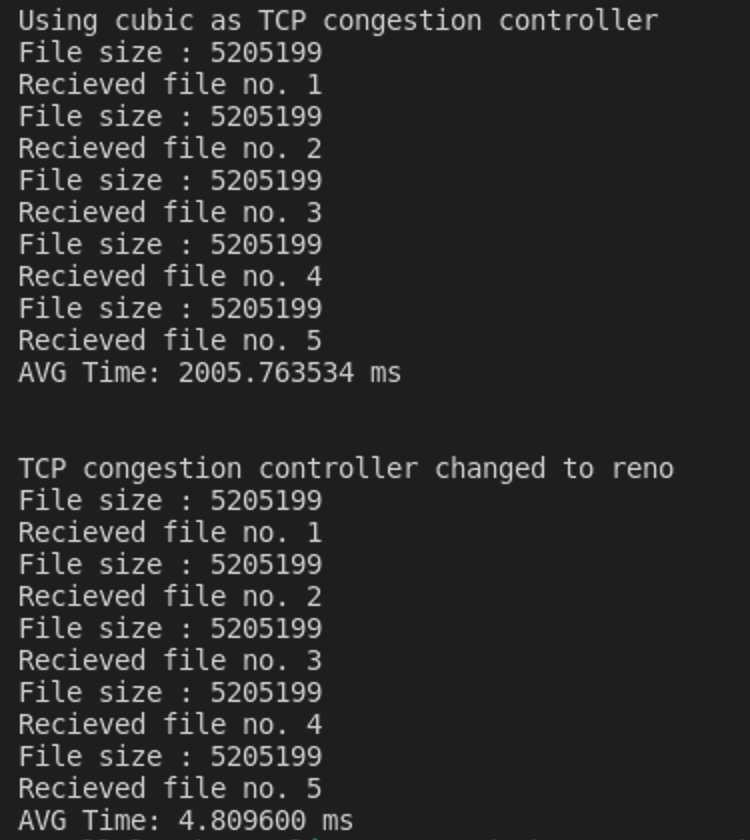 Using cubic as TCP congestion controller
File size : 5205199
Recieved file no. 1
File size : 5205199
Recieved file no. 2
File size : 5205199
Recieved file no. 3
File size : 5205199
Recieved file no. 4
File size : 5205199
Recieved file no. 5
AVG Time: 2005.763534 ms
TCP congestion controller changed to reno
File size : 5205199
Recieved file no. 1
File size : 5205199
Recieved file no. 2
File size : 5205199
Recieved file no. 3
File size : 5205199
Recieved file no. 4
File size : 5205199
Recieved file no. 5
AVG Time: 4.809600 ms